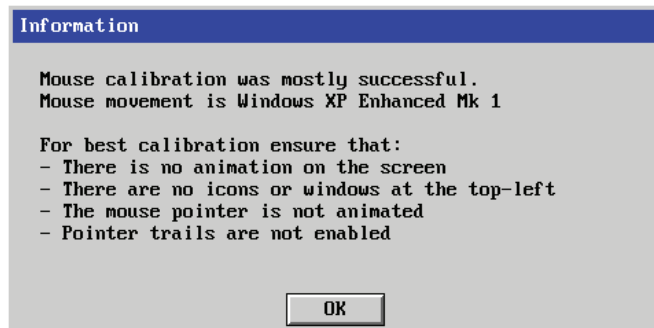 Information
Mouse calibration was mostly successful.
Mouse movement is Windows XP Enhanced Mk 1
For best calibration ensure that:
- There is no animation on the screen
- There are no icons or windows at the top-left
- The mouse pointer is not animated
- Pointer trails are not enabled
OK